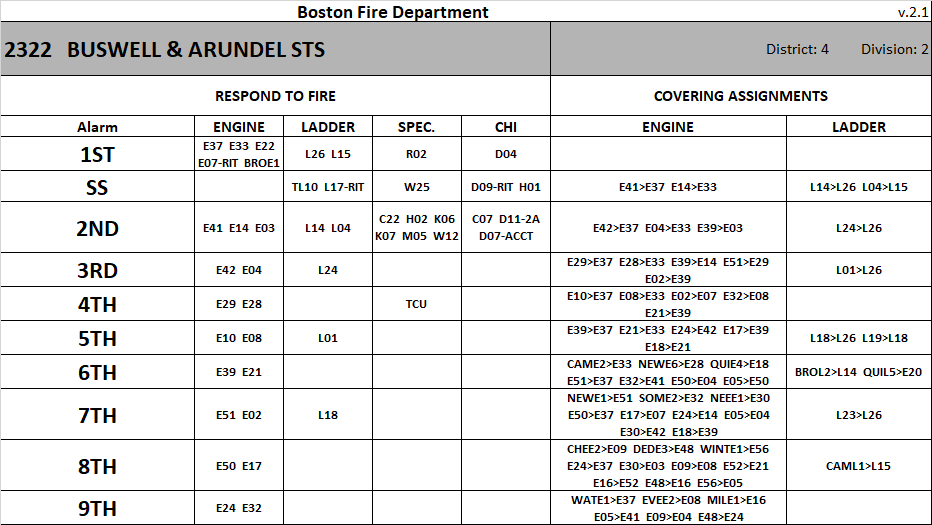 Boston Fire Department v.2.1
2322 BUSWELL & ARUNDEL STS District: 4 Division: 2
RESPOND TO FIRE COVERING ASSIGNMENTS
Alarm ENGINE LADDER SPEC. CHI ENGINE LADDER
1ST E37 E33 E22 E07-RIT BROE1 L26 L15 R02 D04
SS TL10 L17-RIT W25 D09-RIT H01 E41>E37 E14>E33 L14>L26 L04>L15
2ND E41 E14 E03 L14 L04 C22 H02 K06 K07 M05 W12 C07 D11-2A D07-ACCT E42>E37 E04>E33 E39>E03 L24>L26
3RD E42 E04 L24 E29>E37 E28>E33 E39>E14 E51>E29 E02>E39 L01>L26
4TH E29 E28 TCU E10>E37 E08>E33 E02>E07 E32>E08 E21>E39
5TH E10 E08 L01 E39>E37 E21>E33 E24>E42 E17>E39 E18>E21 L18>L26 L19>L18
6TH E39 E21 CAME2>E33 NEWE6>E28 QUIE4>E18 E51>E37 E32>E41 E50>E04 E05>E50 BROL2>L14 QUIL5>E20
7TH E51 E02 L18 NEWE1>E51 SOME2>E32 NEEE1>E30 E50>E37 E17>E07 E24>E14 E05>E04 E30>E42 E18>E39 L23>L26
8TH E50 E17 CHEE2>E09 DEDE3>E48 WINTE1>E56 E24>E37 E30>E03 E09>E08 E52>E21 E16>E52 E48>E16 E56>E05 CAML1>L15
9TH E24 E32 WATE1>E37 EVEE2>E08 MILE1>E16 E05>E41 E09>E04 E48>E24